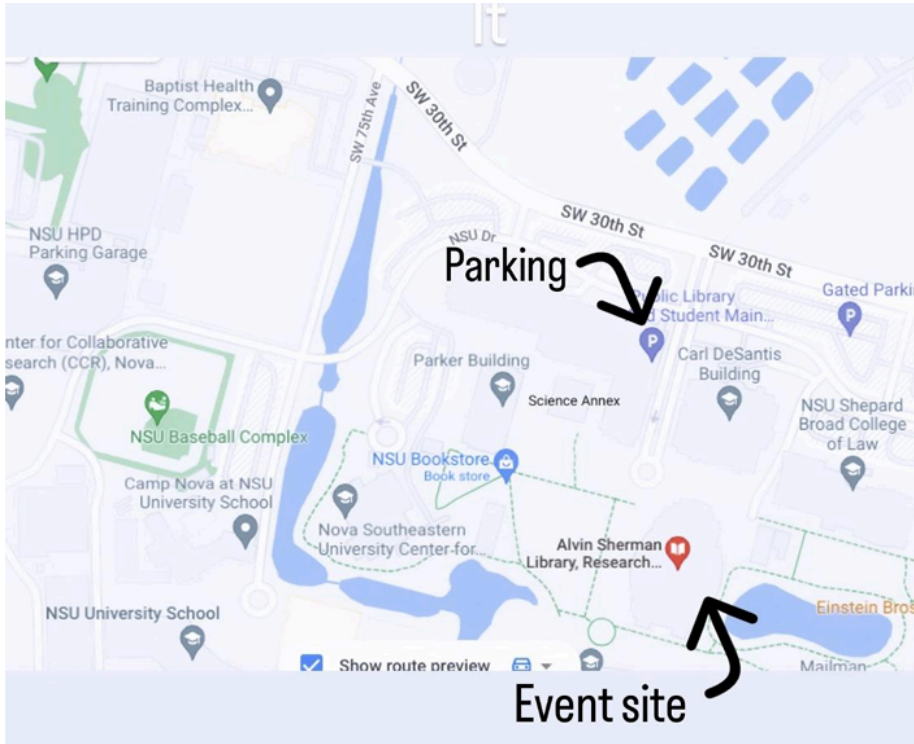 It
Baptist Health
Training Complex...
SW 75th Ave
SW 30th St
SW 30th St
SW 30th St
NSU HPD
Parking Garage
NSU Dr
Parking
Public Library
d Student Main...
P
Gated Parki
P
nter for Collaborative
search (CCR), Nova...
Parker Building
Carl DeSantis
Building
Science Annex
NSU Shepard
Broad College
of Law
NSU Baseball Complex
NSU Bookstore
Book store
Camp Nova at NSU
University School
Nova Southeastern
University Center for...
Alvin Sherman
Library, Research...
NSU University School
Einstein Bros
Show route preview
Mailman
Event site